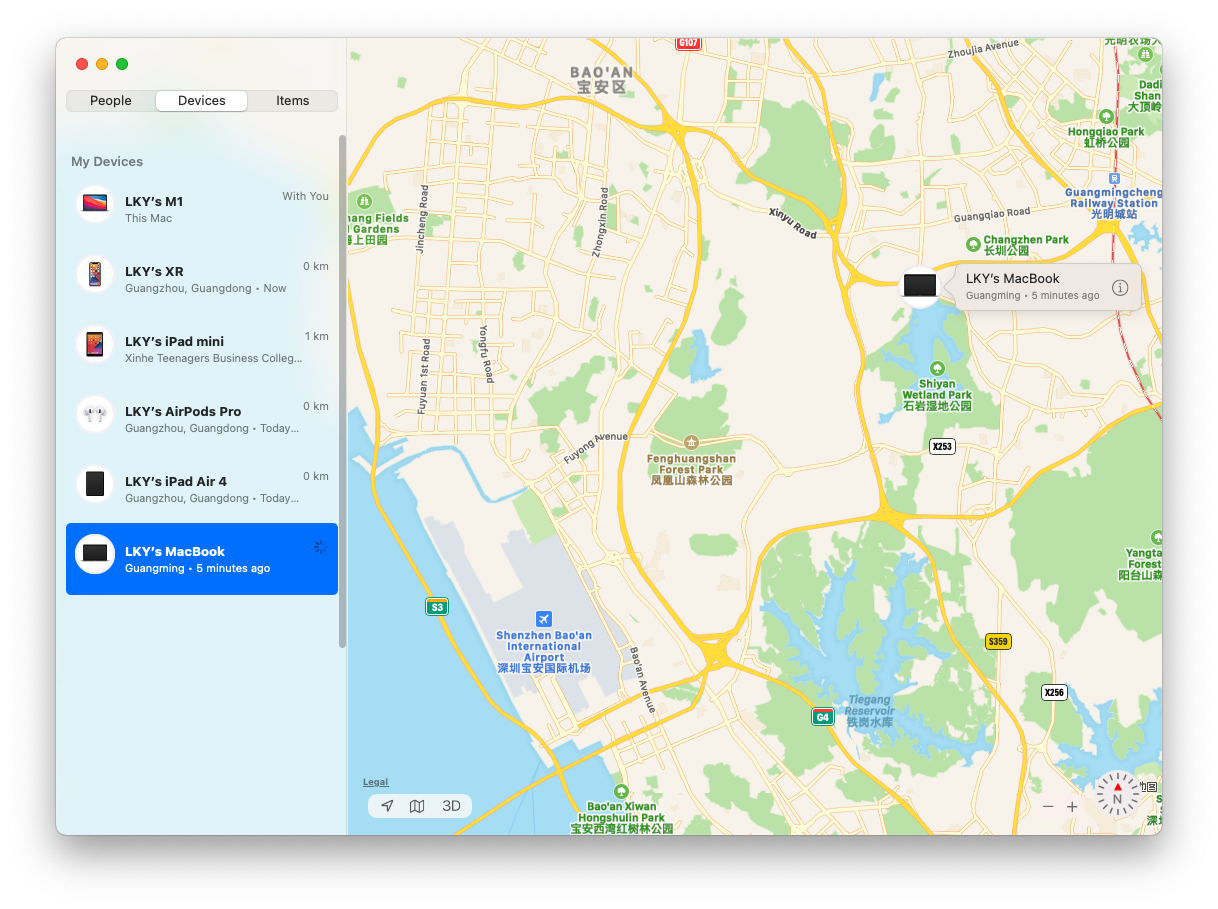 People
Devices
Items
My Devices
LKY's M1
With You
This Mac
LKY's XR
0 km
Guangzhou, Guangdong • Now
LKY's iPad mini
1 km
Xinhe Teenagers Business Colleg...
LKY's AirPods Pro
0 km
Guangzhou, Guangdong • Today...
LKY's iPad Air 4
0 km
Guangzhou, Guangdong • Today...
LKY's MacBook
Guangming • 5 minutes ago
G107
BAO'AN
宝安区
Zhoujia Avenue
Dadi
Shan
大顶岭
Hongqiao Park
虹桥公园
Guangmingcheng
Railway Station
光明城站
Guangqiao Road
Xinyu Road
Changzhen Park
长圳公园
Jincheng Road
Zhongxin Road
ang Fields
Gardens
上田园
LKY's MacBook
Guangming • 5 minutes ago
Yongfu Road
Fuyuan 1st Road
Shiyan
Wetland Park
石岩湿地公园
Fuyong Avenue
X253
Fenghuangshan
Forest Park
凤凰山森林公园
Yangta
Forest
阳台山森
S3
Shenzhen Bao'an
International
Airport
深圳宝安国际机场
S359
Bao'an Avenue
X256
Tiegang
Reservoir
铁岗水库
G4
Legal
3D
Bao'an Xiwan
Hongshulin Park
宝安西湾红树林公园
N